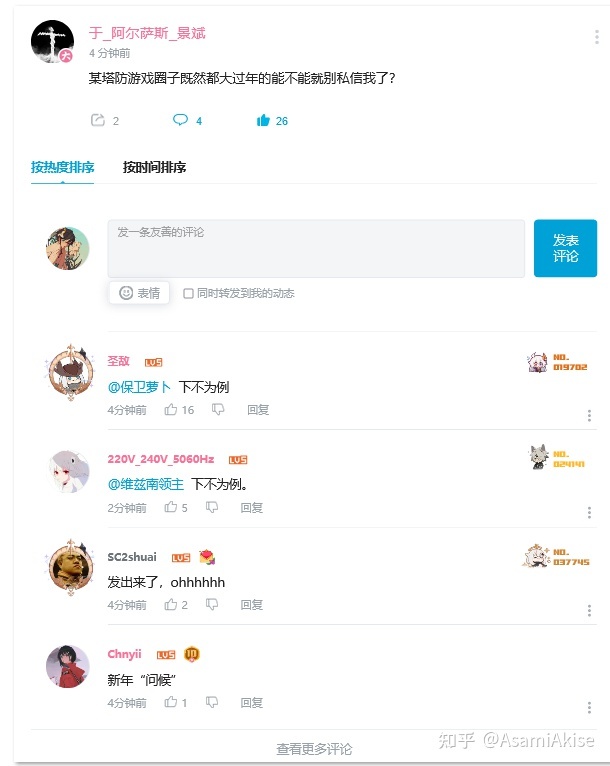 于_阿尔萨斯_景斌
4 分钟前
某塔防游戏圈子既然都大过年的能不能就别私信我了？
2 4 26
按热度排序 按时间排序
发一条友善的评论
发表
评论
表情 同时转发到我的动态
圣敌 LV5
NO.
019702
@保卫萝卜 下不为例
4分钟前 16 回复
220V_240V_5060Hz LV5
NO.
024141
@维兹南领主 下不为例。
2分钟前 5 回复
SC2shuai LV5
NO.
037745
发出来了，ohhhhhh
4分钟前 2 回复
Chnyii LV5
新年“问候”
4分钟前 1 回复
查看更多评论
知乎 @AsamiAkise